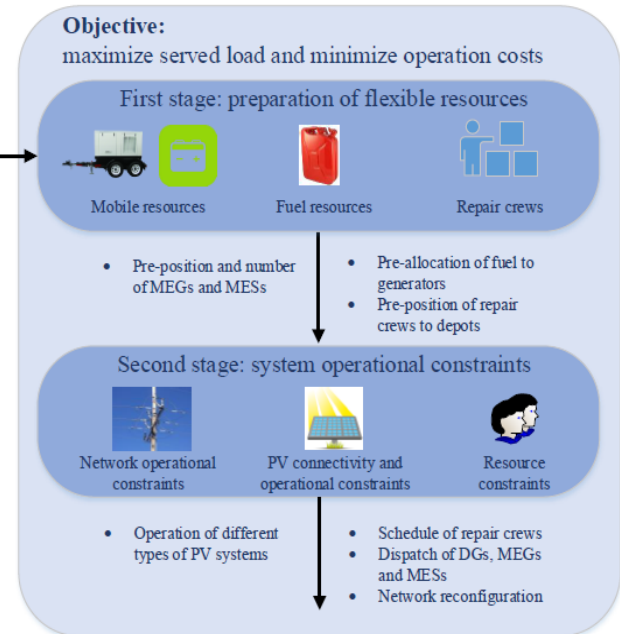 Objective:
maximize served load and minimize operation costs
First stage: preparation of flexible resources
Mobile resources
Fuel resources
Repair crews
• Pre-position and number
of MEGs and MESs
• Pre-allocation of fuel to
generators
• Pre-position of repair
crews to depots
Second stage: system operational constraints
Network operational
constraints
PV connectivity and
operational constraints
Resource
constraints
• Operation of different
types of PV systems
• Schedule of repair crews
• Dispatch of DGs, MEGs
and MESs
• Network reconfiguration